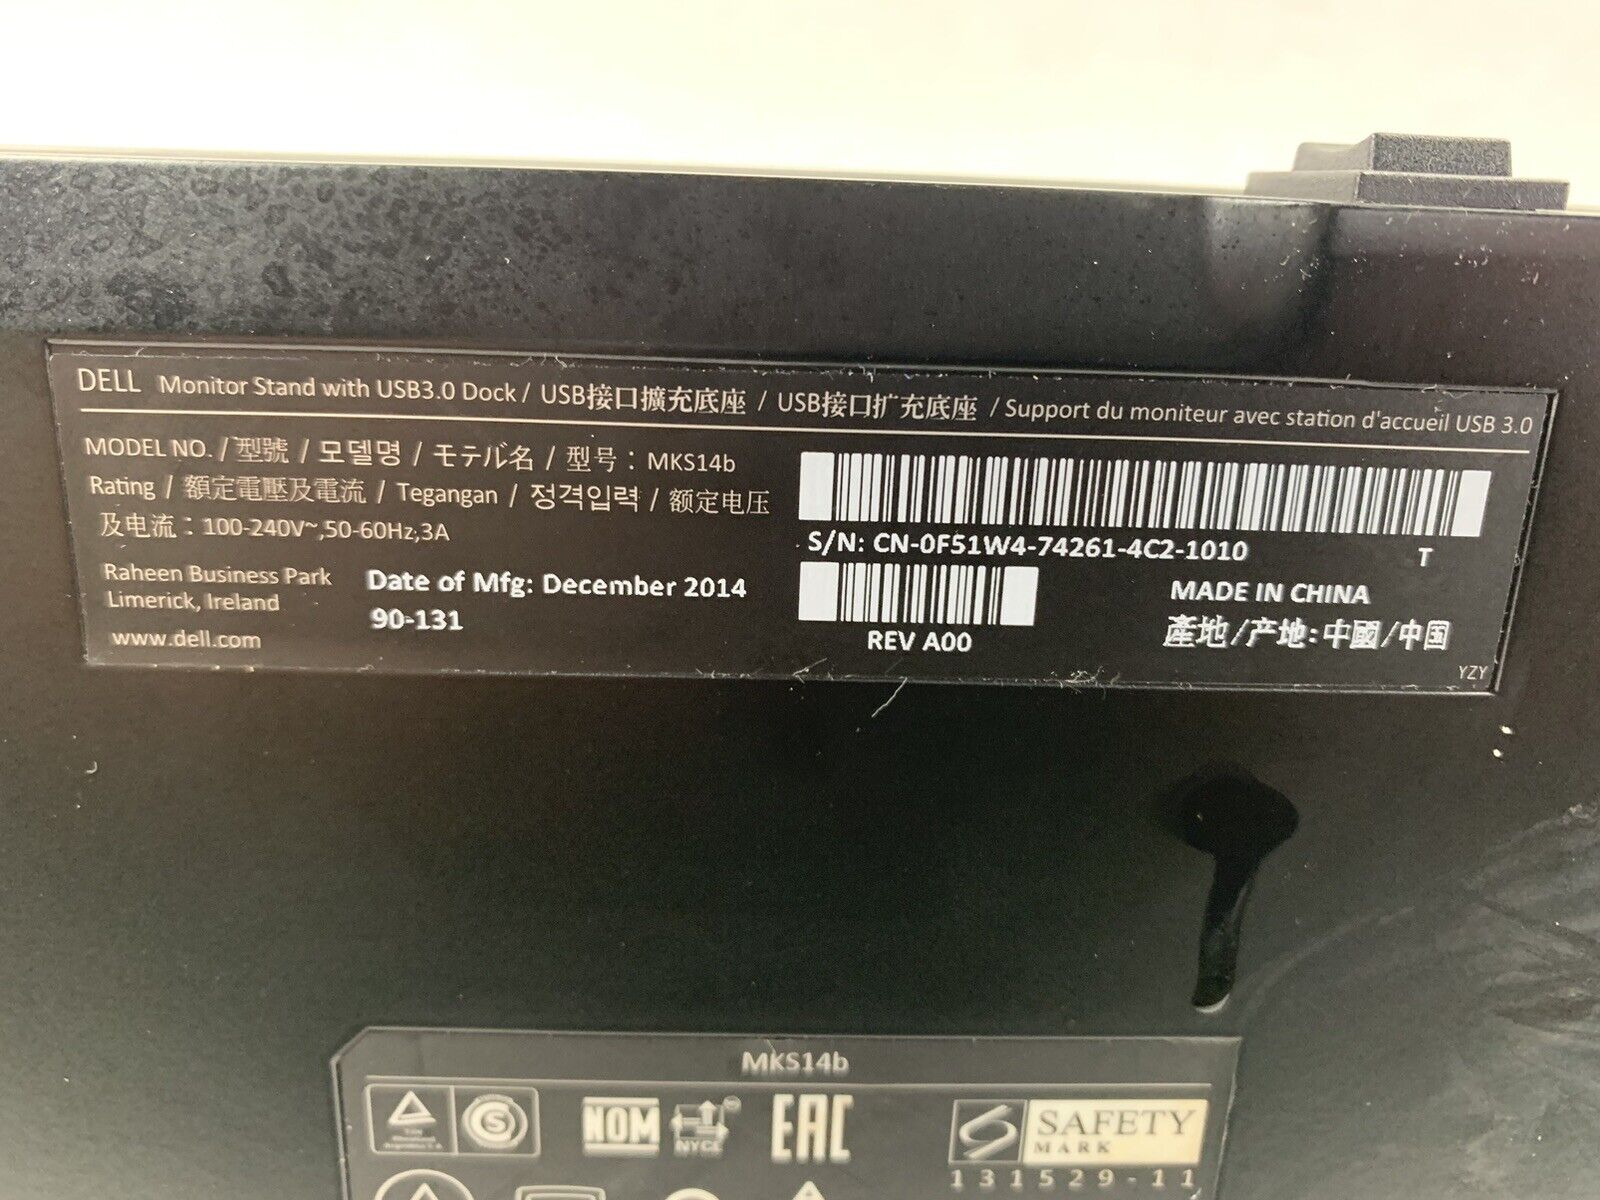 DELL Monitor Stand with USB3.0 Dock / USB接口擴充底座 / USB接口扩充底座 / Support du moniteur avec station d'accueil USB 3.0
MODEL NO. / 型號 / 모델명 / モテル名 / 型号 : MKS14b
Rating / 額定電壓及電流 / Tegangan / 정격입력 / 额定电压
及电流 : 100-240V~,50-60Hz,3A
S/N: CN-0F51W4-74261-4C2-1010 T
Raheen Business Park
Limerick, Ireland
www.dell.com
Date of Mfg: December 2014
90-131
REV A00
MADE IN CHINA
產地/产地:中國/中国
YZY
MKS14b
S
NOM
NYCE
EAC
SAFETY
MARK
131529-11